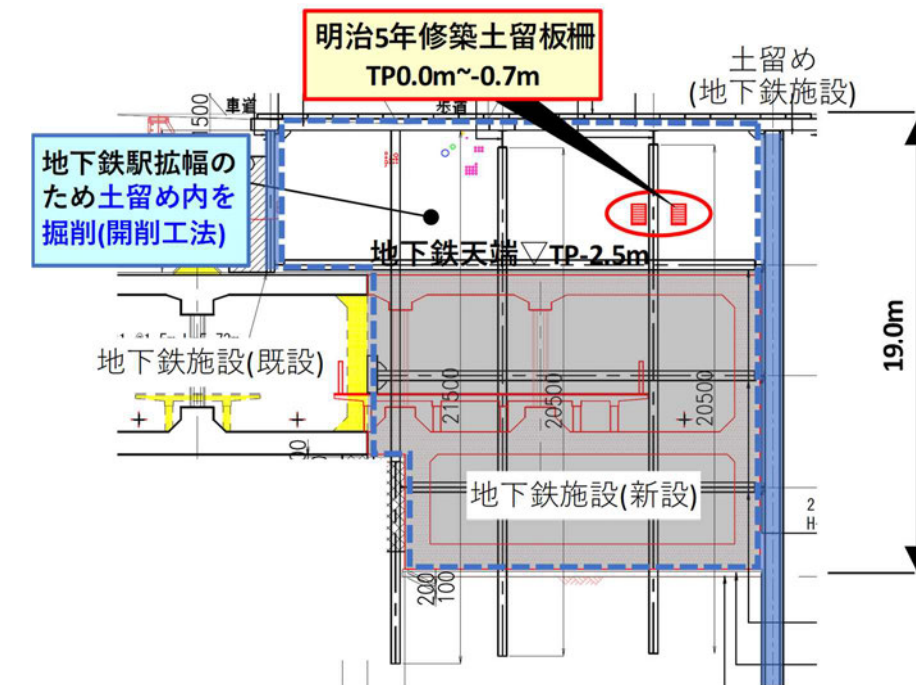 明治5年修築土留板柵
TP0.0m~-0.7m
土留め
(地下鉄施設)
車道
歩道
1500
地下鉄駅拡幅の
ため土留め内を
掘削(開削工法)
地下鉄天端▽TP-2.5m
19.0m
地下鉄施設(既設)
21500
20500
20500
地下鉄施設(新設)
2
H-
200
100